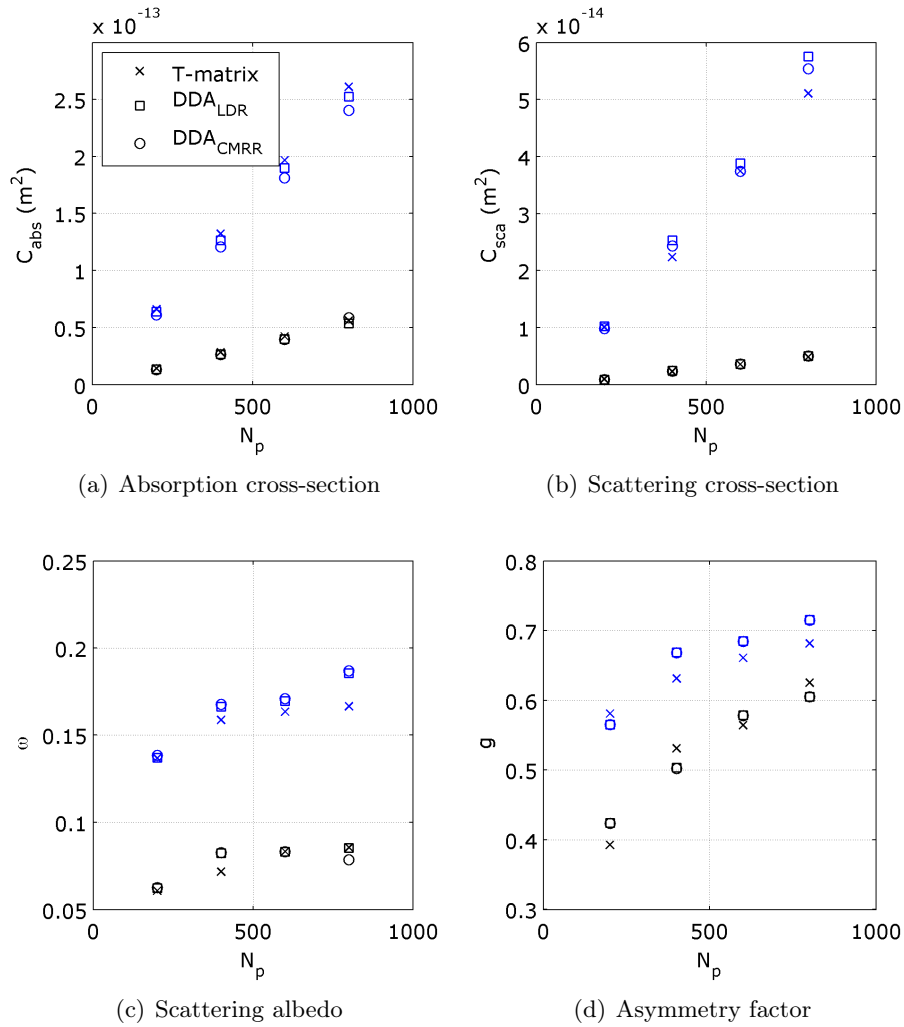 x 10^-13
T-matrix
DDA_LDR
DDA_CMRR
2.5
2
1.5
1
0.5
0
0 500 1000
C_abs (m^2)
N_p
(a) Absorption cross-section
x 10^-14
6
5
4
3
2
1
0
0 500 1000
C_sca (m^2)
N_p
(b) Scattering cross-section
0.25
0.2
0.15
0.1
0.05
0 500 1000
ω
N_p
(c) Scattering albedo
0.8
0.7
0.6
0.5
0.4
0.3
0 500 1000
g
N_p
(d) Asymmetry factor